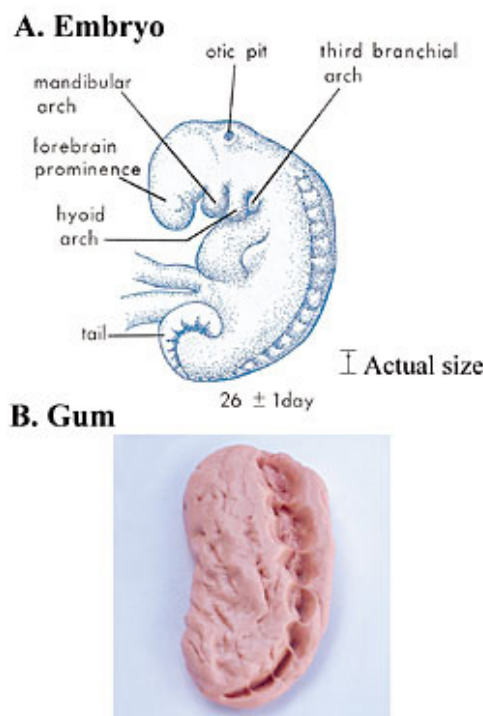 A. Embryo
otic pit
third branchial
arch
mandibular
arch
forebrain
prominence
hyoid
arch
tail
Actual size
26 ± 1day
B. Gum